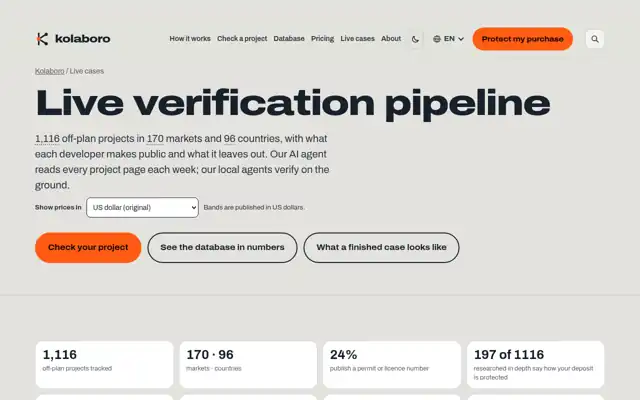 kolaboro
How it works
Check a project
Database
Pricing
Live cases
About
EN
Protect my purchase
Kolaboro / Live cases
Live verification pipeline
1,116 off-plan projects in 170 markets and 96 countries, with what
each developer makes public and what it leaves out. Our AI agent
reads every project page each week; our local agents verify on the
ground.
Show prices in
US dollar (original)
Bands are published in US dollars.
Check your project
See the database in numbers
What a finished case looks like
1,116
off-plan projects tracked
170 · 96
markets · countries
24%
publish a permit or licence number
197 of 1116
researched in depth say how your deposit
is protected